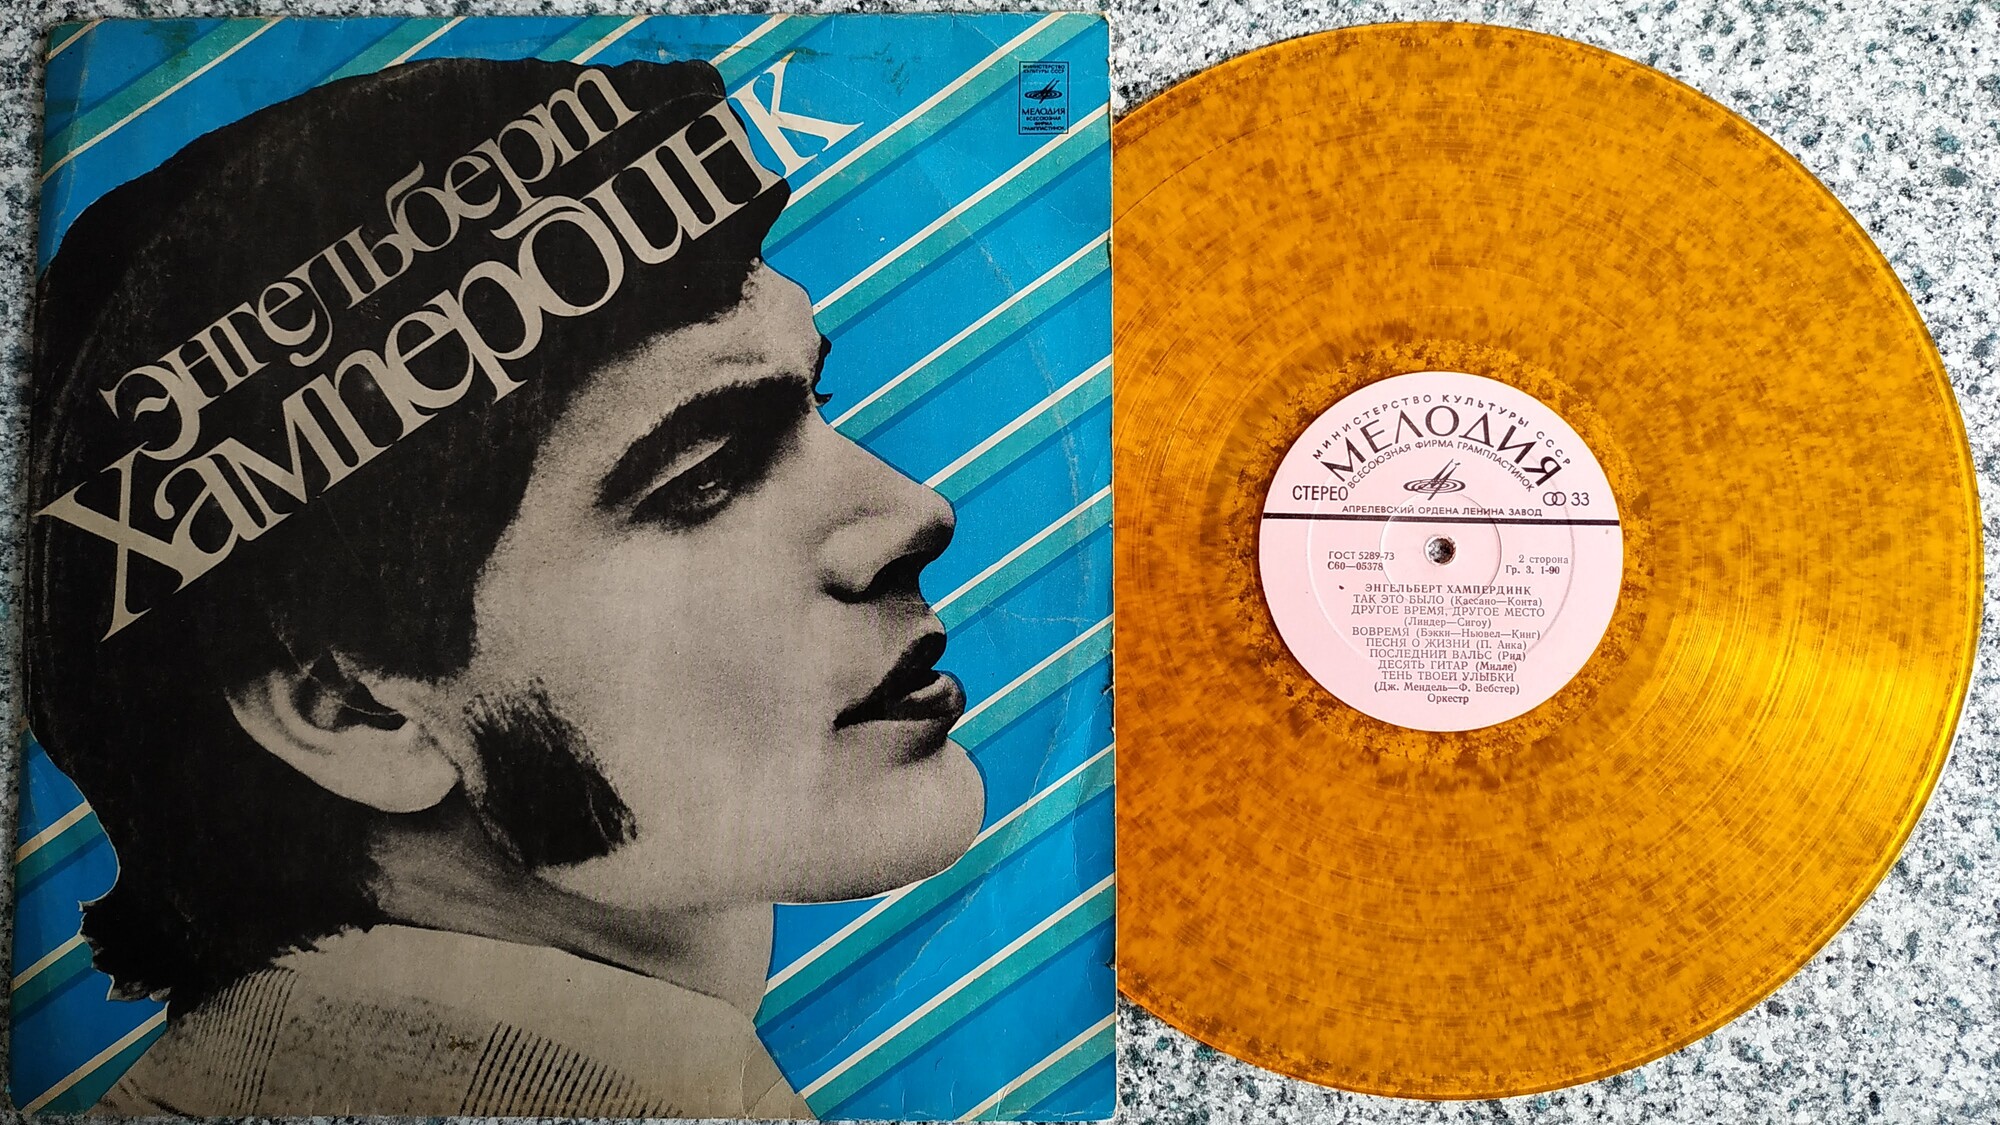 Энгельберт
Хампердинк
МИНИСТЕРСТВО
КУЛЬТУРЫ СССР
МЕЛОДИЯ
ВСЕСОЮЗНАЯ
ФИРМА
ГРАМПЛАСТИНОК
МИНИСТЕРСТВО КУЛЬТУРЫ СССР
МЕЛОДИЯ
ВСЕСОЮЗНАЯ ФИРМА ГРАМПЛАСТИНОК
СТЕРЕО
33
АПРЕЛЕВСКИЙ ОРДЕНА ЛЕНИНА ЗАВОД
ГОСТ 5289-73
С60—05378
2 сторона
Гр. 3. 1-90
ЭНГЕЛЬБЕРТ ХАМПЕРДИНК
ТАК ЭТО БЫЛО (Кассано—Конта)
ДРУГОЕ ВРЕМЯ, ДРУГОЕ МЕСТО
(Линдер—Сигоу)
ВОВРЕМЯ (Бэкки—Ньювел—Кинг)
ПЕСНЯ О ЖИЗНИ (П. Анка)
ПОСЛЕДНИЙ ВАЛЬС (Рид)
ДЕСЯТЬ ГИТАР (Милле)
ТЕНЬ ТВОЕЙ УЛЫБКИ
(Дж. Мендель—Ф. Вебстер)
Оркестр